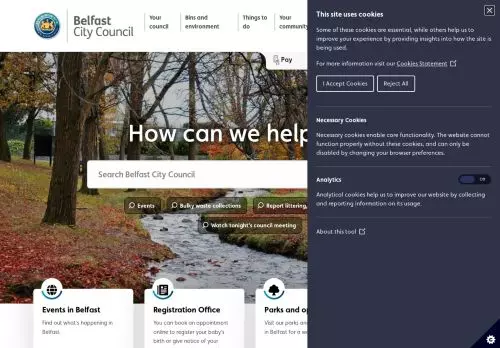 Belfast
City Council
Your
council
Bins and
environment
Things to
do
Your
community
Pay
How can we help
Search Belfast City Council
Events
Bulky waste collections
Report littering,
Watch tonight's council meeting
Events in Belfast
Find out what's happening in
Belfast.
Registration Office
You can book an appointment
online to register your baby's
birth or give notice of your
Parks and op
Visit our parks and
in Belfast for a we
This site uses cookies
Some of these cookies are essential, while others help us to
improve your experience by providing insights into how the site is
being used.
For more information visit our Cookies Statement
I Accept Cookies
Reject All
Necessary Cookies
Necessary cookies enable core functionality. The website cannot
function properly without these cookies, and can only be
disabled by changing your browser preferences.
Analytics
Off
Analytical cookies help us to improve our website by collecting
and reporting information on its usage.
About this tool